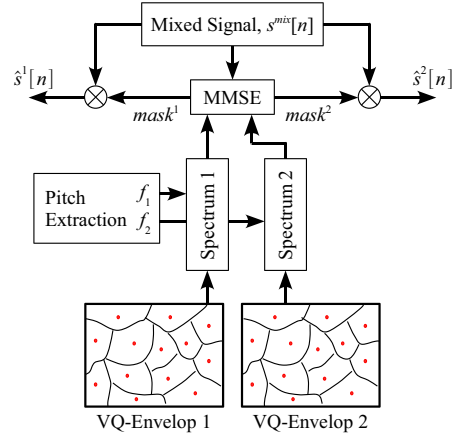 Mixed Signal, s^mix[n]
ŝ^1[n]
ŝ^2[n]
MMSE
mask^1
mask^2
Pitch
Extraction
f_1
f_2
Spectrum 1
Spectrum 2
VQ-Envelop 1
VQ-Envelop 2